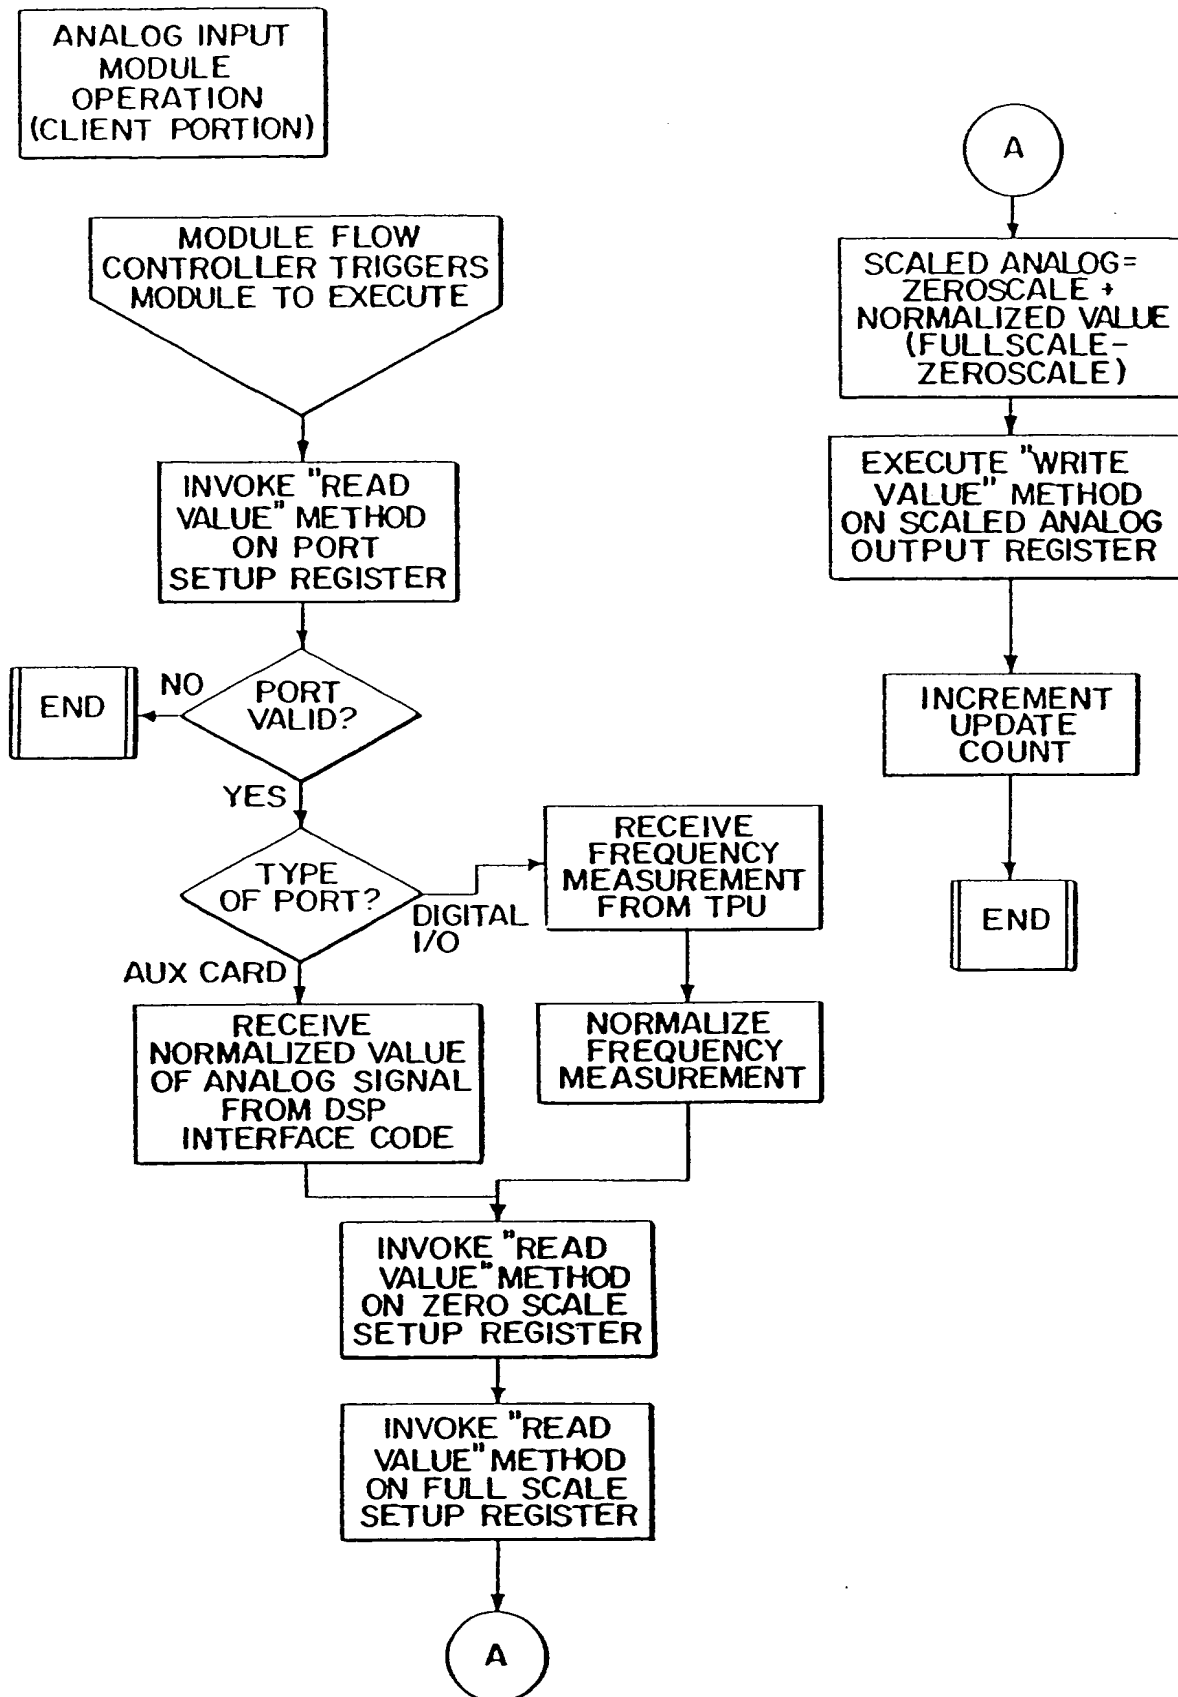 ANALOG INPUT
MODULE
OPERATION
(CLIENT PORTION)
MODULE FLOW
CONTROLLER TRIGGERS
MODULE TO EXECUTE
INVOKE "READ
VALUE" METHOD
ON PORT
SETUP REGISTER
PORT
VALID?
NO
END
YES
TYPE
OF PORT?
DIGITAL
I/O
AUX CARD
RECEIVE
FREQUENCY
MEASUREMENT
FROM TPU
NORMALIZE
FREQUENCY
MEASUREMENT
RECEIVE
NORMALIZED VALUE
OF ANALOG SIGNAL
FROM DSP
INTERFACE CODE
INVOKE "READ
VALUE" METHOD
ON ZERO SCALE
SETUP REGISTER
INVOKE "READ
VALUE" METHOD
ON FULL SCALE
SETUP REGISTER
A
A
SCALED ANALOG=
ZEROSCALE +
NORMALIZED VALUE
(FULLSCALE-
ZEROSCALE)
EXECUTE "WRITE
VALUE" METHOD
ON SCALED ANALOG
OUTPUT REGISTER
INCREMENT
UPDATE
COUNT
END